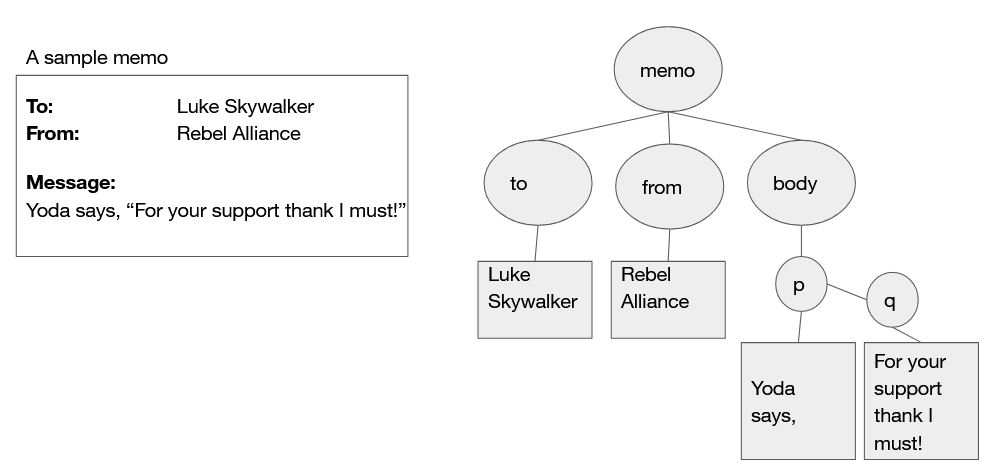 A sample memo
To: Luke Skywalker
From: Rebel Alliance
Message:
Yoda says, “For your support thank I must!”
memo
to
from
body
Luke
Skywalker
Rebel
Alliance
p
q
Yoda
says,
For your
support
thank I
must!